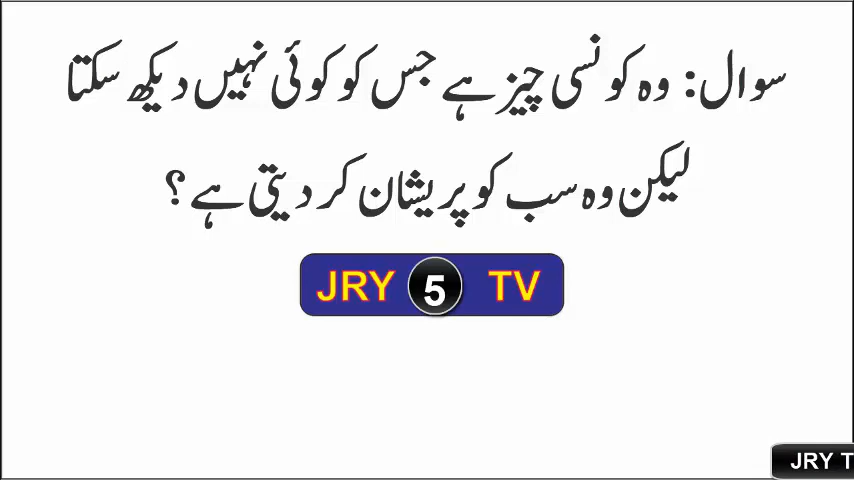 سوال: وہ کونسی چیز ہے جس کو کوئی نہیں دیکھ سکتا
لیکن وہ سب کو پریشان کر دیتی ہے ؟
JRY 5 TV
JRY T